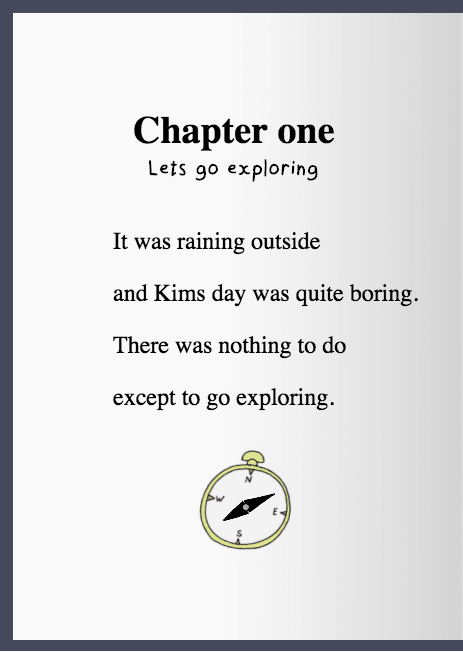 Chapter one
Lets go exploring
It was raining outside
and Kims day was quite boring.
There was nothing to do
except to go exploring.
N
W
E
S